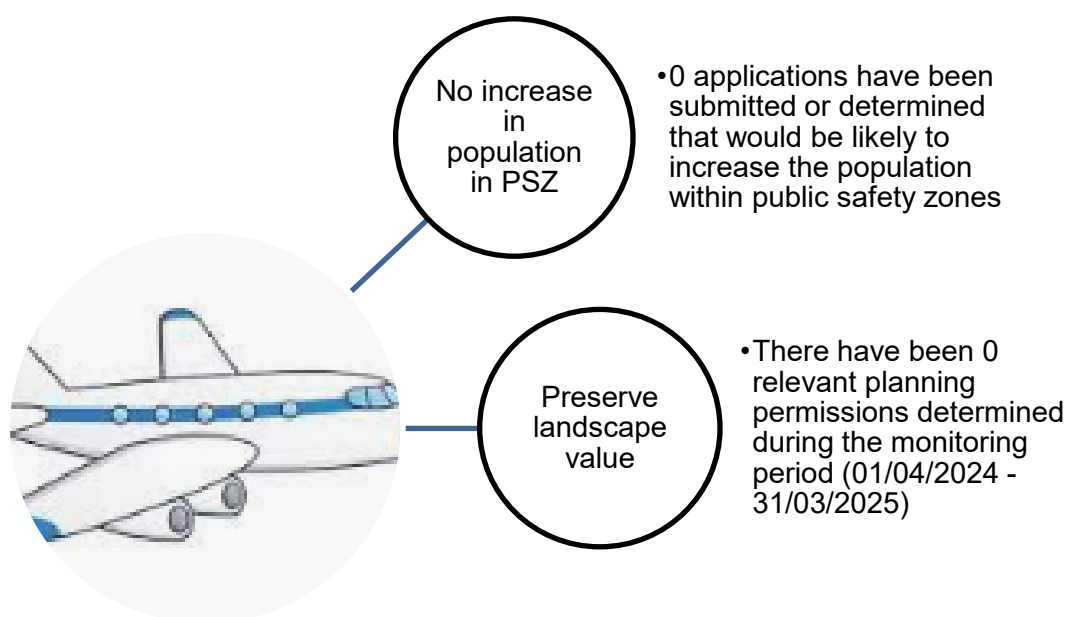 No increase
in
population
in PSZ
•0 applications have been
submitted or determined
that would be likely to
increase the population
within public safety zones
Preserve
landscape
value
•There have been 0
relevant planning
permissions determined
during the monitoring
period (01/04/2024 -
31/03/2025)